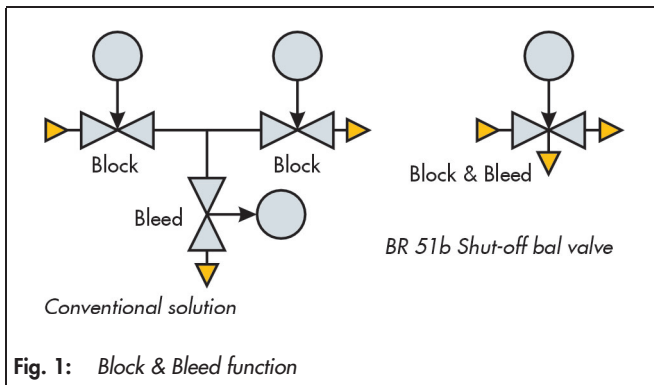 Block
Block
Bleed
Block & Bleed
BR 51b Shut-off bal valve
Conventional solution
Fig. 1: Block & Bleed function